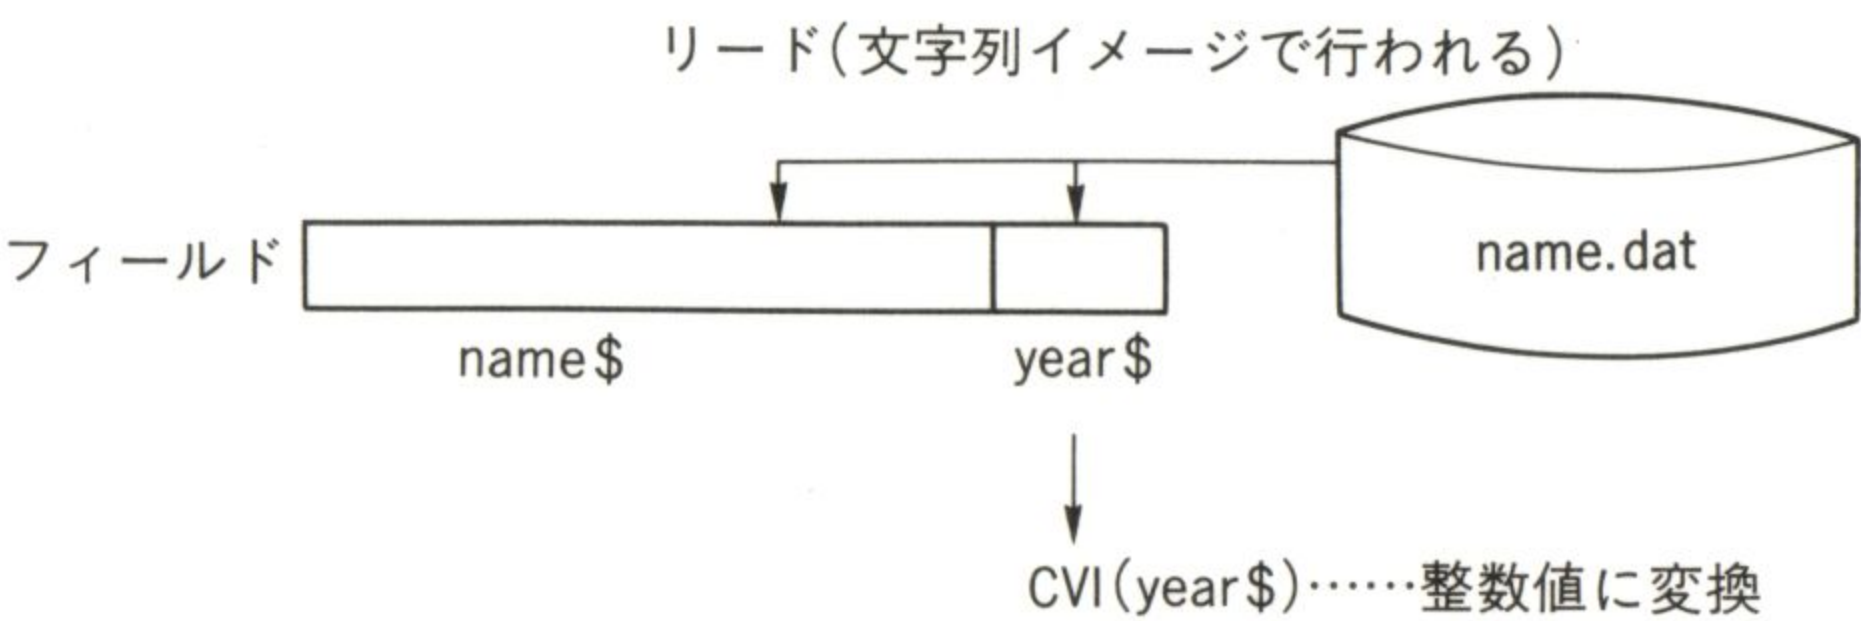 リード(文字列イメージで行われる)
フィールド
name.dat
name$
year$
CVI(year$)……整数値に変換